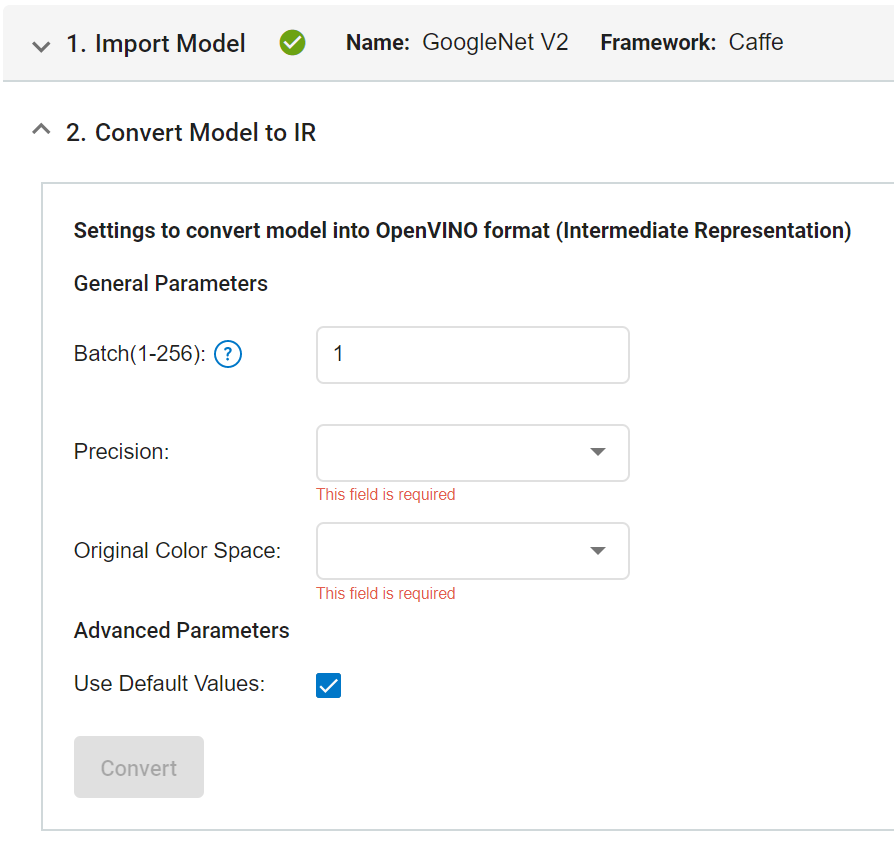 1. Import Model Name: GoogleNet V2 Framework: Caffe
2. Convert Model to IR
Settings to convert model into OpenVINO format (Intermediate Representation)
General Parameters
Batch(1-256): ? 1
Precision:
This field is required
Original Color Space:
This field is required
Advanced Parameters
Use Default Values:
Convert